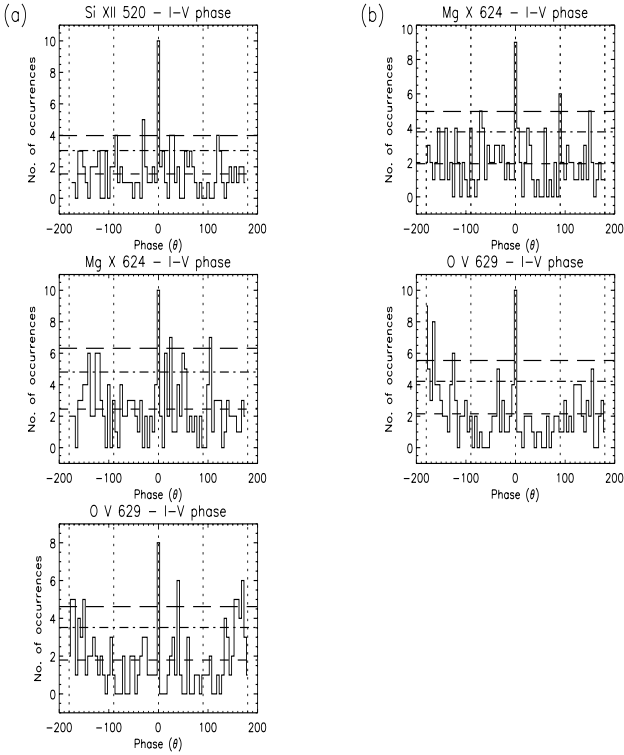 (a)
Si XII 520 – I–V phase
No. of occurrences
10
8
6
4
2
0
−200 −100 0 100 200
Phase (θ)
Mg X 624 – I–V phase
No. of occurrences
10
8
6
4
2
0
−200 −100 0 100 200
Phase (θ)
O V 629 – I–V phase
No. of occurrences
8
6
4
2
0
−200 −100 0 100 200
Phase (θ)
(b)
Mg X 624 – I–V phase
No. of occurrences
10
8
6
4
2
0
−200 −100 0 100 200
Phase (θ)
O V 629 – I–V phase
No. of occurrences
10
8
6
4
2
0
−200 −100 0 100 200
Phase (θ)